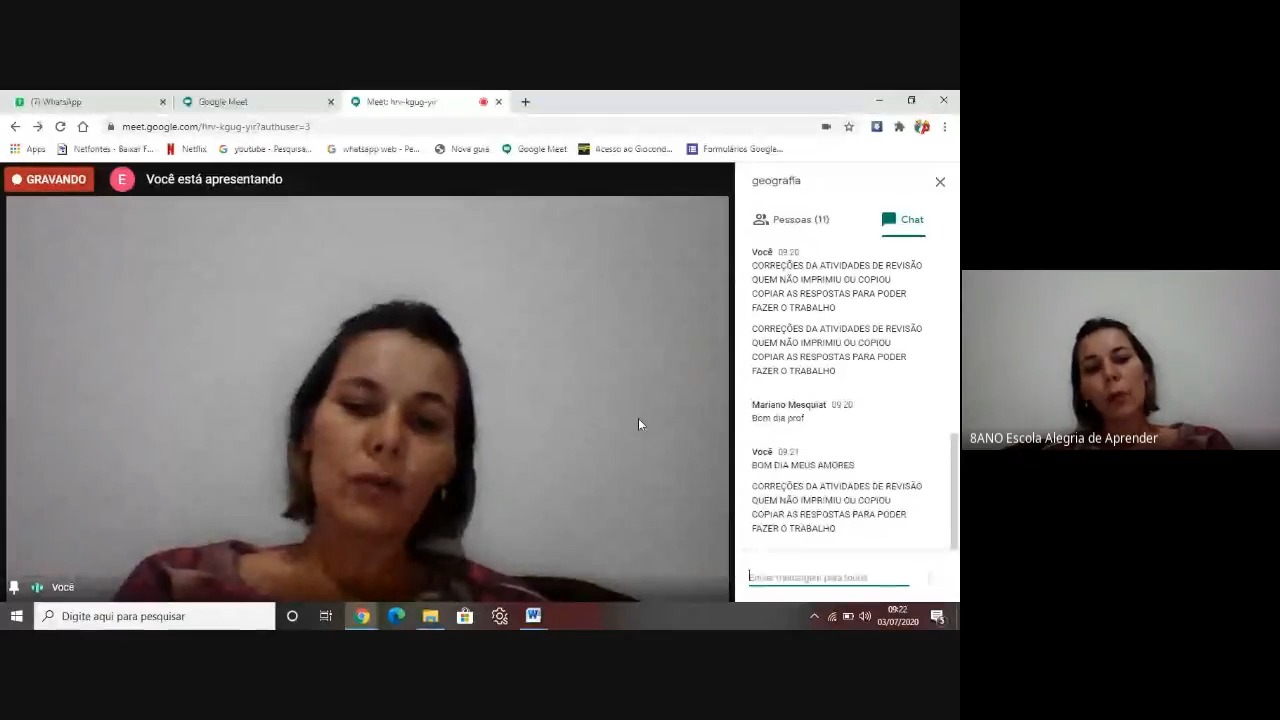 (7) WhatsApp
Google Meet
Meet: hrv-kgug-yir
meet.google.com/hrv-kgug-yir?authuser=3
Apps
Netfontes - Baixar F...
Netflix
youtube - Pesquisa...
whatsapp web - Pe...
Nova guia
Google Meet
Acesso ao Giocond...
Formulários Google...
GRAVANDO
E
Você está apresentando
geografia
Pessoas (11)
Chat
Você 09:20
CORREÇÕES DA ATIVIDADES DE REVISÃO
QUEM NÃO IMPRIMIU OU COPIOU
COPIAR AS RESPOSTAS PARA PODER
FAZER O TRABALHO
CORREÇÕES DA ATIVIDADES DE REVISÃO
QUEM NÃO IMPRIMIU OU COPIOU
COPIAR AS RESPOSTAS PARA PODER
FAZER O TRABALHO
Mariano Mesquiat 09:20
Bom dia prof
Você 09:21
BOM DIA MEUS AMORES
CORREÇÕES DA ATIVIDADES DE REVISÃO
QUEM NÃO IMPRIMIU OU COPIOU
COPIAR AS RESPOSTAS PARA PODER
FAZER O TRABALHO
Enviar mensagem para todos
Você
8ANO Escola Alegria de Aprender
Digite aqui para pesquisar
09:22
03/07/2020